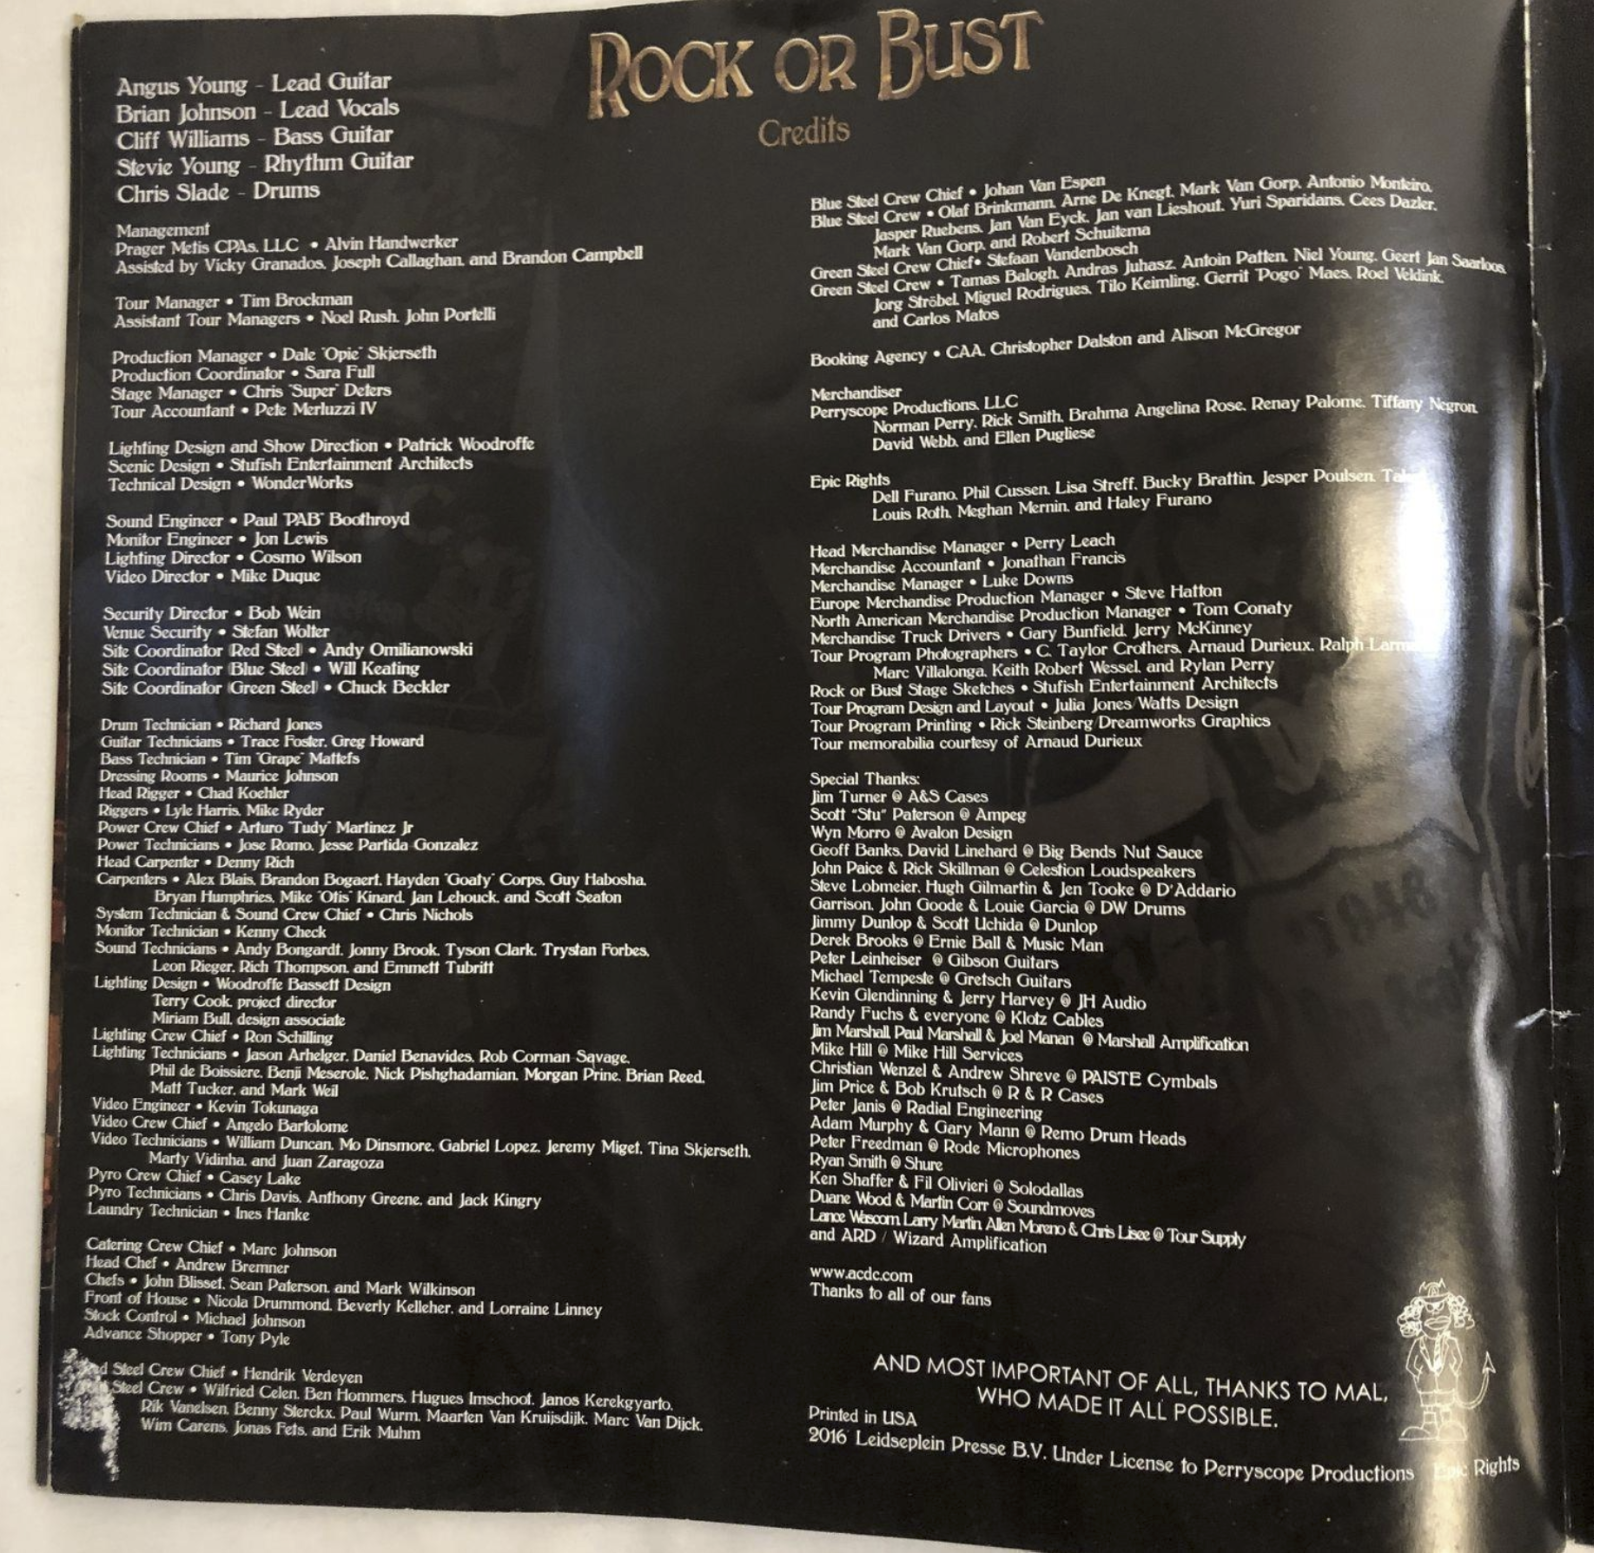 ROCK OR BUST
Credits
Angus Young - Lead Guitar
Brian Johnson - Lead Vocals
Cliff Williams - Bass Guitar
Stevie Young - Rhythm Guitar
Chris Slade - Drums
Management
Prager Metis CPAs, LLC • Alvin Handwerker
Assisted by Vicky Granados, Joseph Callaghan, and Brandon Campbell
Tour Manager • Tim Brockman
Assistant Tour Managers • Noel Rush, John Portelli
Production Manager • Dale "Opie" Skjerseth
Production Coordinator • Sara Full
Stage Manager • Chris "Super" Deters
Tour Accountant • Pete Merluzzi IV
Lighting Design and Show Direction • Patrick Woodroffe
Scenic Design • Stufish Entertainment Architects
Technical Design • WonderWorks
Sound Engineer • Paul "PAB" Boothroyd
Monitor Engineer • Jon Lewis
Lighting Director • Cosmo Wilson
Video Director • Mike Duque
Security Director • Bob Wein
Venue Security • Stefan Wolter
Site Coordinator (Red Steel) • Andy Omilianowski
Site Coordinator (Blue Steel) • Will Keating
Site Coordinator (Green Steel) • Chuck Beckler
Drum Technician • Richard Jones
Guitar Technicians • Trace Foster, Greg Howard
Bass Technician • Tim "Grape" Mattefs
Dressing Rooms • Maurice Johnson
Head Rigger • Chad Koehler
Riggers • Lyle Harris, Mike Ryder
Power Crew Chief • Arturo "Tudy" Martinez Jr
Power Technicians • Jose Romo, Jesse Partida-Gonzalez
Head Carpenter • Denny Rich
Carpenters • Alex Blais, Brandon Bogaert, Hayden "Goaty" Corps, Guy Habosha,
Bryan Humphries, Mike "Otis" Kinard, Jan Lehouck, and Scott Seaton
System Technician & Sound Crew Chief • Chris Nichols
Monitor Technician • Kenny Check
Sound Technicians • Andy Bongardt, Jonny Brook, Tyson Clark, Trystan Forbes,
Leon Rieger, Rich Thompson, and Emmett Tubritt
Lighting Design • Woodroffe Bassett Design
Terry Cook, project director
Miriam Bull, design associate
Lighting Crew Chief • Ron Schilling
Lighting Technicians • Jason Arhelger, Daniel Benavides, Rob Corman-Savage,
Phil de Boissiere, Benji Meserole, Nick Pishghadamian, Morgan Prine, Brian Reed,
Matt Tucker, and Mark Weil
Video Engineer • Kevin Tokunaga
Video Crew Chief • Angelo Bartolome
Video Technicians • William Duncan, Mo Dinsmore, Gabriel Lopez, Jeremy Miget, Tina Skjerseth,
Marty Vidinha, and Juan Zaragoza
Pyro Crew Chief • Casey Lake
Pyro Technicians • Chris Davis, Anthony Greene, and Jack Kingry
Laundry Technician • Ines Hanke
Catering Crew Chief • Marc Johnson
Head Chef • Andrew Bremner
Chefs • John Blisset, Sean Paterson, and Mark Wilkinson
Front of House • Nicola Drummond, Beverly Kelleher, and Lorraine Linney
Stock Control • Michael Johnson
Advance Shopper • Tony Pyle
Steel Crew Chief • Hendrik Verdeyen
Steel Crew • Wilfried Celen, Ben Hommers, Hugues Imschoot, Janos Kerekgyarto,
Rik Vanelsen, Benny Sterckx, Paul Wurm, Maarten Van Kruijsdijk, Marc Van Dijck,
Wim Carens, Jonas Fets, and Erik Muhm
Blue Steel Crew Chief • Johan Van Espen
Blue Steel Crew • Olaf Brinkmann, Arne De Knegt, Mark Van Gorp, Antonio Monteiro,
Jasper Ruebens, Jan Van Eyck, Jan van Lieshout, Yuri Sparidans, Cees Dazler,
Mark Van Gorp, and Robert Schuitema
Green Steel Crew Chief• Stefaan Vandenbosch
Green Steel Crew • Tamas Balogh, Andras Juhasz, Antoin Patten, Niel Young, Geert Jan Saarloos,
Jorg Ströbel, Miguel Rodrigues, Tilo Keimling, Gerrit "Pogo" Maes, Roel Veldink,
and Carlos Matos
Booking Agency • CAA, Christopher Dalston and Alison McGregor
Merchandiser
Perryscope Productions, LLC
Norman Perry, Rick Smith, Brahma Angelina Rose, Renay Palome, Tiffany Negron,
David Webb, and Ellen Pugliese
Epic Rights
Dell Furano, Phil Cussen, Lisa Streff, Bucky Brattin, Jesper Poulsen,
Louis Roth, Meghan Mernin, and Haley Furano
Head Merchandise Manager • Perry Leach
Merchandise Accountant • Jonathan Francis
Merchandise Manager • Luke Downs
Europe Merchandise Production Manager • Steve Hatton
North American Merchandise Production Manager • Tom Conaty
Merchandise Truck Drivers • Gary Bunfield, Jerry McKinney
Tour Program Photographers • C. Taylor Crothers, Arnaud Durieux, Ralph
Marc Villalonga, Keith Robert Wessel, and Rylan Perry
Rock or Bust Stage Sketches • Stufish Entertainment Architects
Tour Program Design and Layout • Julia Jones/Watts Design
Tour Program Printing • Rick Steinberg/Dreamworks Graphics
Tour memorabilia courtesy of Arnaud Durieux
Special Thanks:
Jim Turner @ A&S Cases
Scott "Stu" Paterson @ Ampeg
Wyn Morro @ Avalon Design
Geoff Banks, David Linehard @ Big Bends Nut Sauce
John Paice & Rick Skillman @ Celestion Loudspeakers
Steve Lobmeier, Hugh Gilmartin & Jen Tooke @ D'Addario
Garrison, John Goode & Louie Garcia @ DW Drums
Jimmy Dunlop & Scott Uchida @ Dunlop
Derek Brooks @ Ernie Ball & Music Man
Peter Leinheiser @ Gibson Guitars
Michael Tempeste @ Gretsch Guitars
Kevin Glendinning & Jerry Harvey @ JH Audio
Randy Fuchs & everyone @ Klotz Cables
Jim Marshall, Paul Marshall & Joel Manan @ Marshall Amplification
Mike Hill @ Mike Hill Services
Christian Wenzel & Andrew Shreve @ PAISTE Cymbals
Jim Price & Bob Krutsch @ R & R Cases
Peter Janis @ Radial Engineering
Adam Murphy & Gary Mann @ Remo Drum Heads
Peter Freedman @ Rode Microphones
Ryan Smith @ Shure
Ken Shaffer & Fil Olivieri @ Solodallas
Duane Wood & Martin Corr @ Soundmoves
Lance Wascom, Larry Martin, Allen Moreno & Chris Lisee @ Tour Supply
and ARD / Wizard Amplification
www.acdc.com
Thanks to all of our fans
AND MOST IMPORTANT OF ALL, THANKS TO MAL,
WHO MADE IT ALL POSSIBLE.
Printed in USA
2016 Leidseplein Presse B.V. Under License to Perryscope Productions Epic Rights